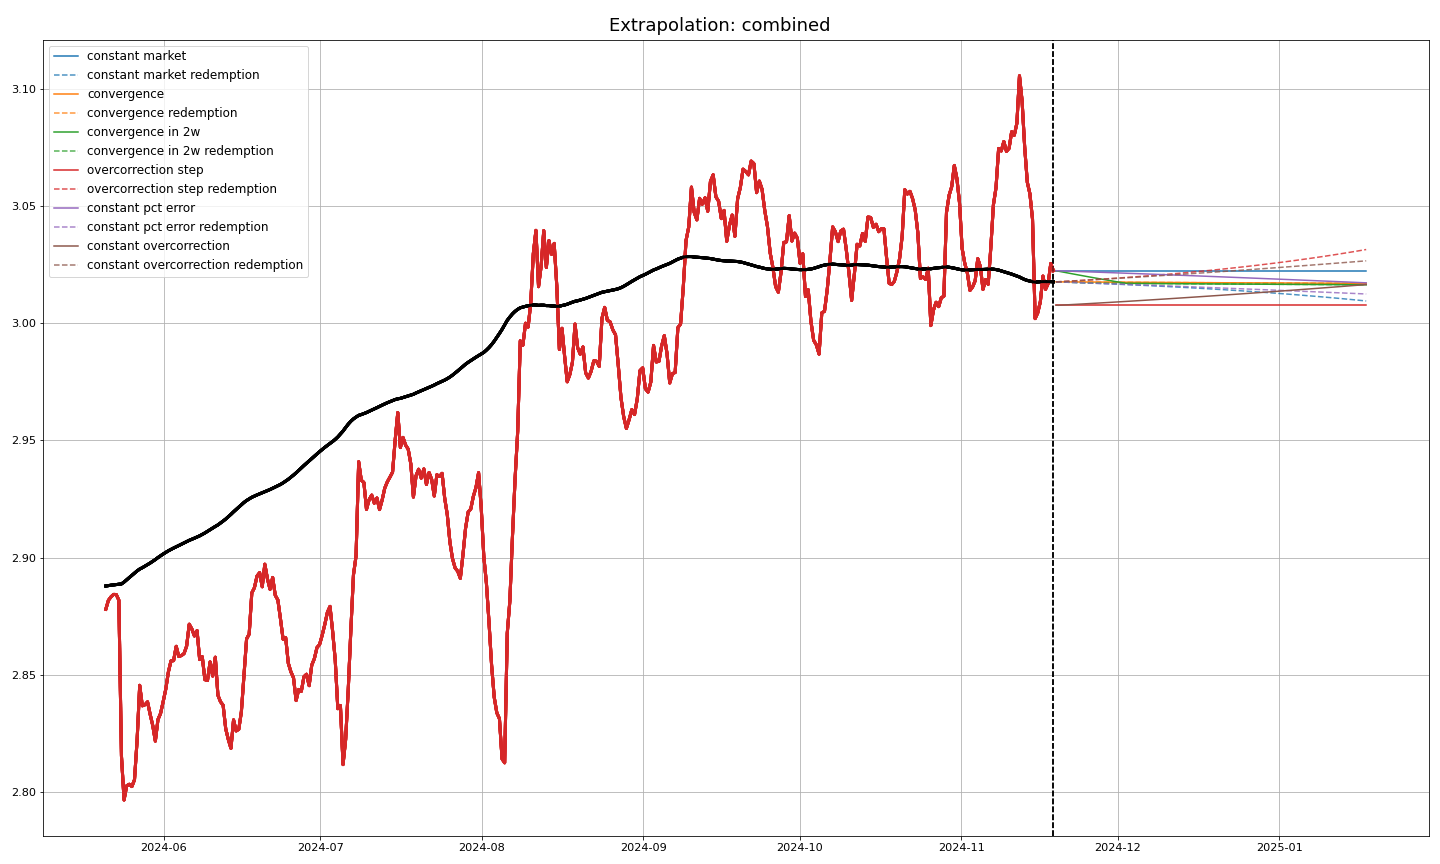 Extrapolation: combined
constant market
constant market redemption
convergence
convergence redemption
convergence in 2w
convergence in 2w redemption
overcorrection step
overcorrection step redemption
constant pct error
constant pct error redemption
constant overcorrection
constant overcorrection redemption
3.10
3.05
3.00
2.95
2.90
2.85
2.80
2024-06 2024-07 2024-08 2024-09 2024-10 2024-11 2024-12 2025-01